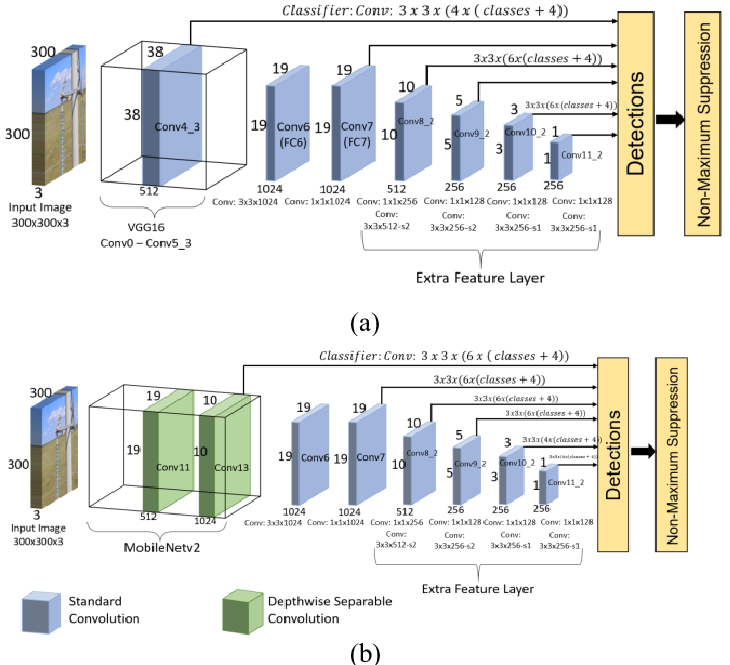 Classifier: Conv: 3 x 3 x (4 x ( classes + 4))
300
38
19
19
3x3x(6x(classes + 4))
10
5
3
3x3x(6x(classes + 4))
1
300
38
Conv4_3
19
Conv6
(FC6)
19
Conv7
(FC7)
10
Conv8_2
5
Conv9_2
3
Conv10_2
1
Conv11_2
3
512
1024
1024
512
256
256
256
Input Image
300x300x3
VGG16
Conv0 – Conv5_3
Conv: 3x3x1024
Conv: 1x1x1024
Conv: 1x1x256
Conv:
3x3x512-s2
Conv: 1x1x128
Conv:
3x3x256-s2
Conv: 1x1x128
Conv:
3x3x256-s1
Conv: 1x1x128
Conv:
3x3x256-s1
Extra Feature Layer
Detections
Non-Maximum Suppression
(a)
Classifier: Conv: 3 x 3 x (6 x ( classes + 4))
3x3x(6x(classes + 4))
3x3x(6x(classes + 4))
3x3x(6x(classes + 4))
3x3x(4x(classes + 4))
3x3x(6x(classes + 4))
300
19
10
19
19
10
5
3
1
300
19
Conv11
10
Conv13
19
Conv6
19
Conv7
10
Conv8_2
5
Conv9_2
3
Conv10_2
1
Conv11_2
3
512
1024
1024
1024
512
256
256
256
Input Image
300x300x3
MobileNetv2
Conv: 3x3x1024
Conv: 1x1x1024
Conv: 1x1x256
Conv:
3x3x512-s2
Conv: 1x1x128
Conv:
3x3x256-s2
Conv: 1x1x128
Conv:
3x3x256-s1
Conv: 1x1x128
Conv:
3x3x256-s1
Extra Feature Layer
Detections
Non-Maximum Suppression
Standard
Convolution
Depthwise Separable
Convolution
(b)